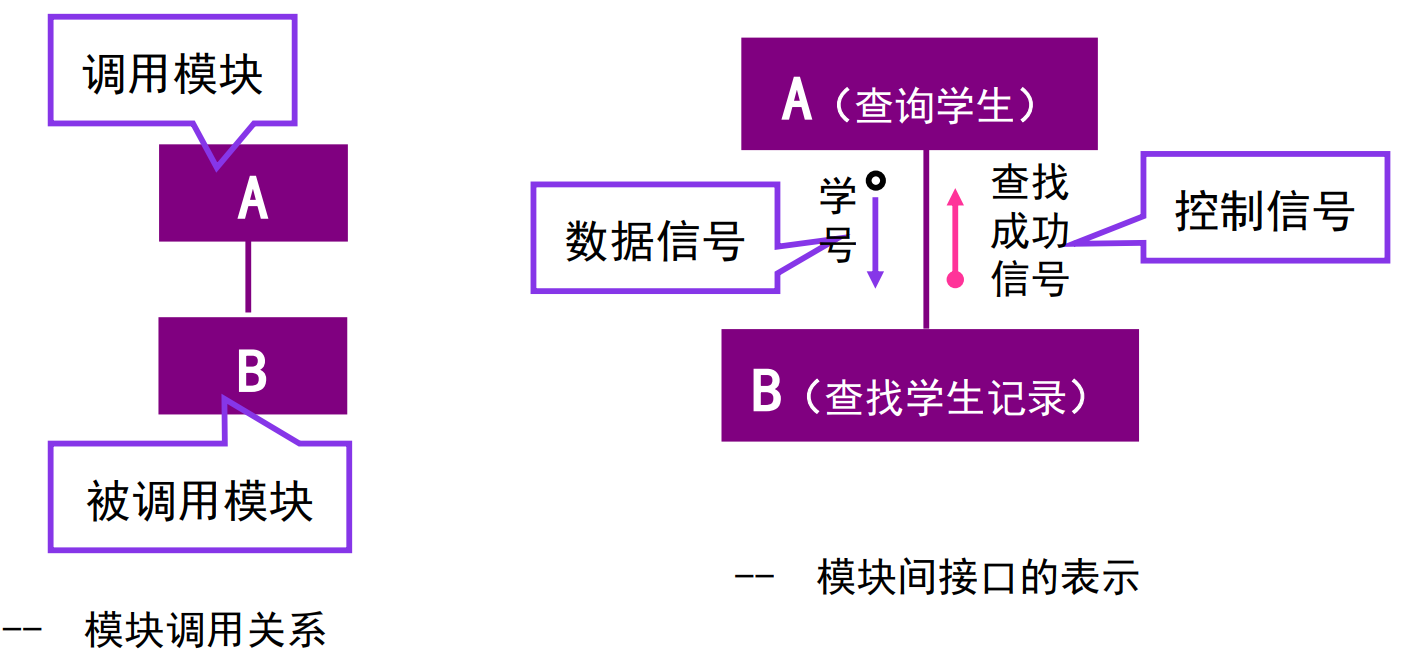 调用模块
A
B
被调用模块
-- 模块调用关系
A（查询学生）
数据信号
学
号
查找
成功
信号
控制信号
B（查找学生记录）
-- 模块间接口的表示